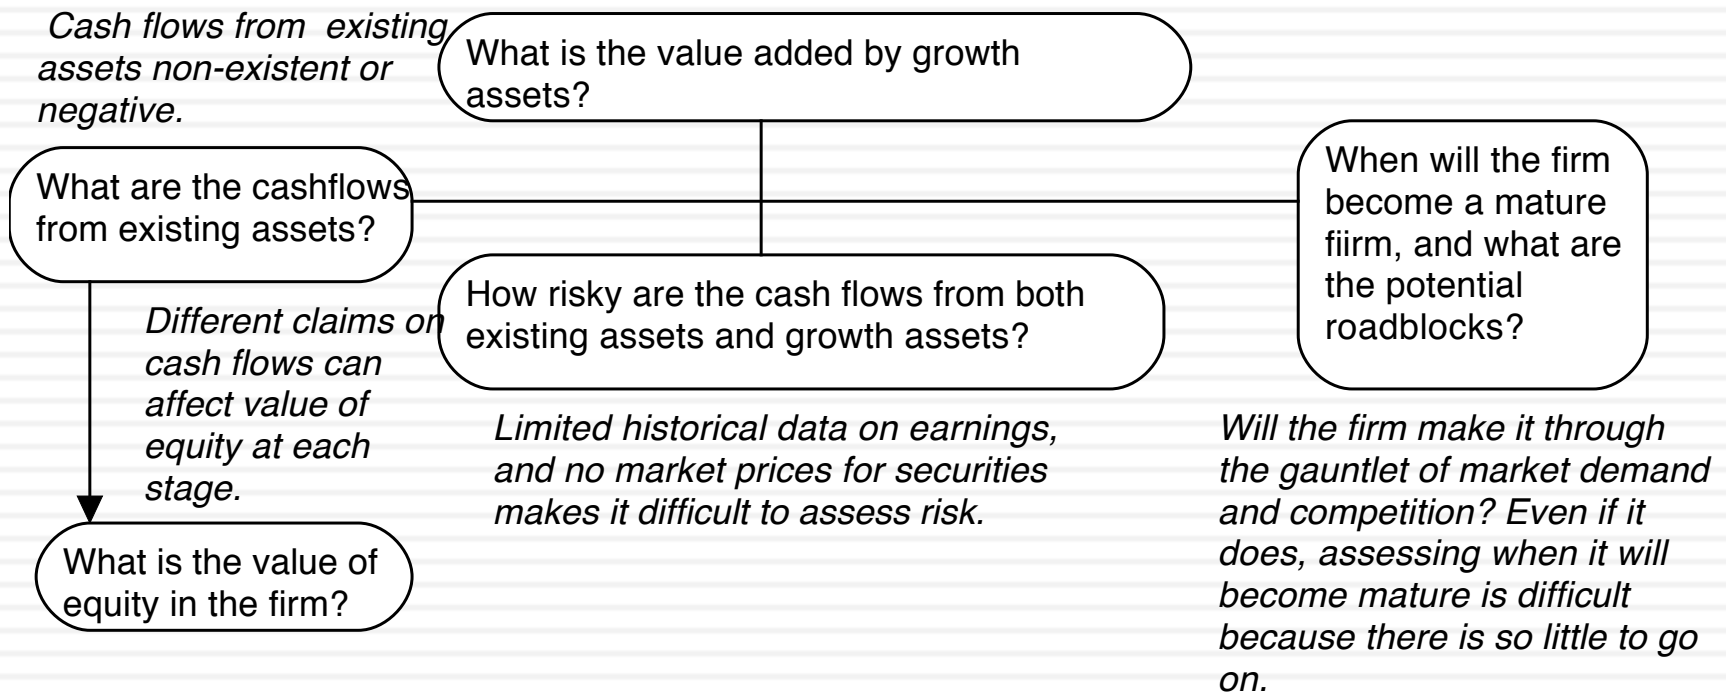 Cash flows from existing
assets non-existent or
negative.
What is the value added by growth
assets?
What are the cashflows
from existing assets?
When will the firm
become a mature
fiirm, and what are
the potential
roadblocks?
How risky are the cash flows from both
existing assets and growth assets?
Different claims on
cash flows can
affect value of
equity at each
stage.
Limited historical data on earnings,
and no market prices for securities
makes it difficult to assess risk.
Will the firm make it through
the gauntlet of market demand
and competition? Even if it
does, assessing when it will
become mature is difficult
because there is so little to go
on.
What is the value of
equity in the firm?